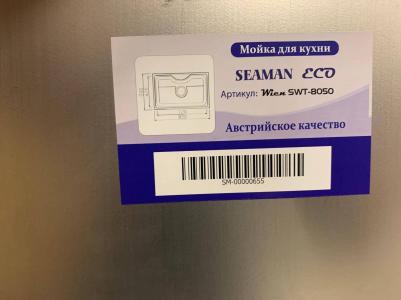 Мойка для кухни
SEAMAN ECO
Артикул: Wien SWT-8050
Австрийское качество
SM-00000655